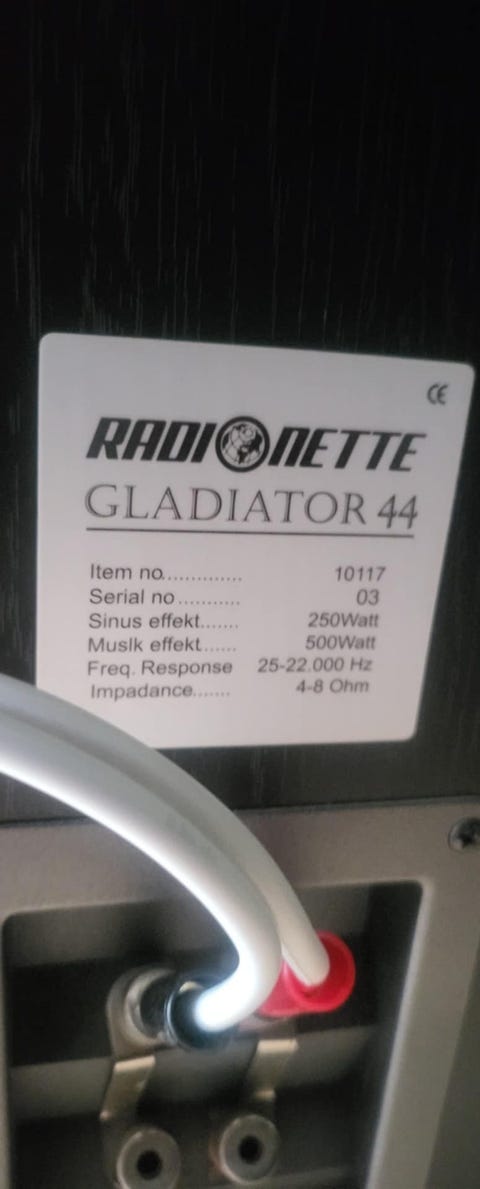 CE
RADIONETTE
GLADIATOR 44
Item no.............. 10117
Serial no........... 03
Sinus effekt....... 250Watt
Musik effekt...... 500Watt
Freq. Response 25-22.000 Hz
Impadance....... 4-8 Ohm